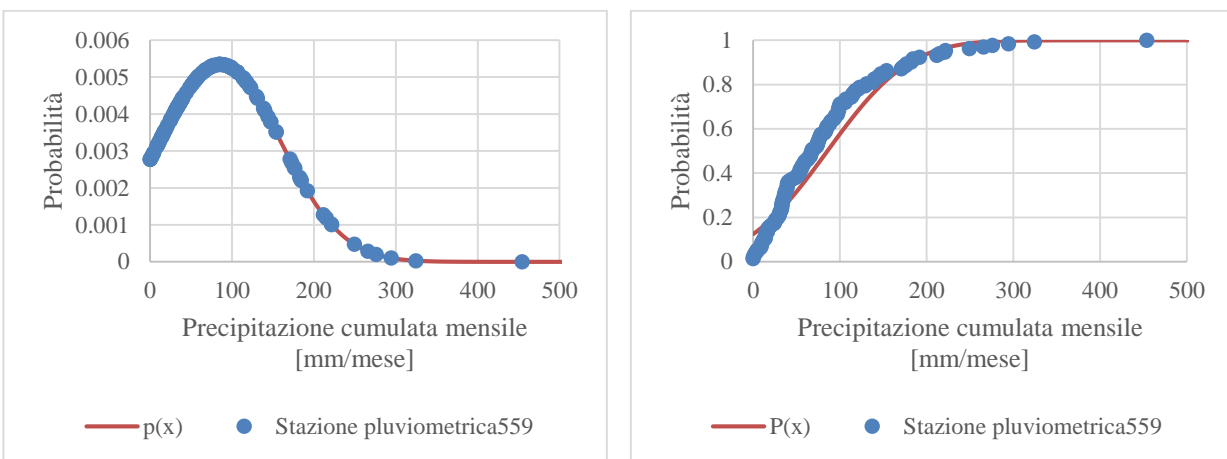 0.006
0.005
0.004
0.003
0.002
0.001
0
Probabilità
0 100 200 300 400 500
Precipitazione cumulata mensile
[mm/mese]
p(x) Stazione pluviometrica559
1
0.8
0.6
0.4
0.2
0
Probabilità
0 100 200 300 400 500
Precipitazione cumulata mensile
[mm/mese]
P(x) Stazione pluviometrica559